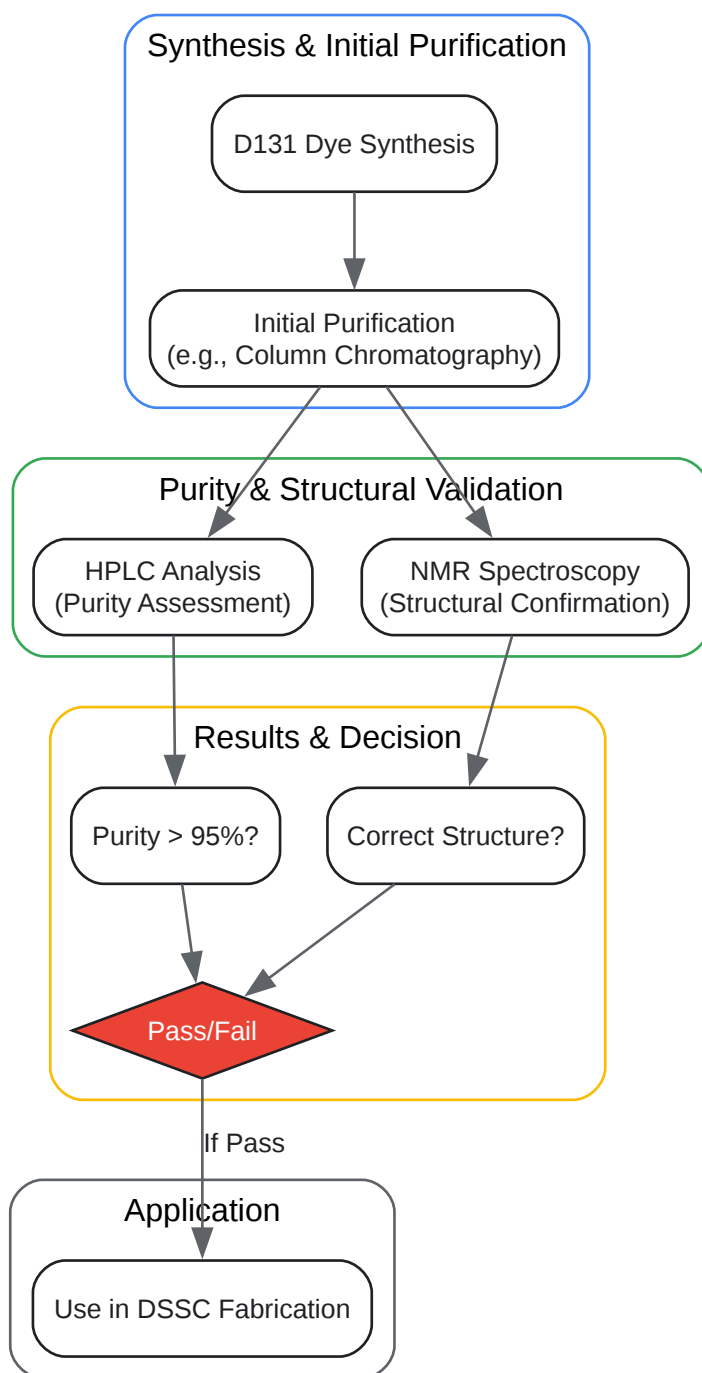 Synthesis & Initial Purification
D131 Dye Synthesis
Initial Purification
(e.g., Column Chromatography)
Purity & Structural Validation
HPLC Analysis
(Purity Assessment)
NMR Spectroscopy
(Structural Confirmation)
Results & Decision
Purity > 95%?
Correct Structure?
Pass/Fail
If Pass
Application
Use in DSSC Fabrication